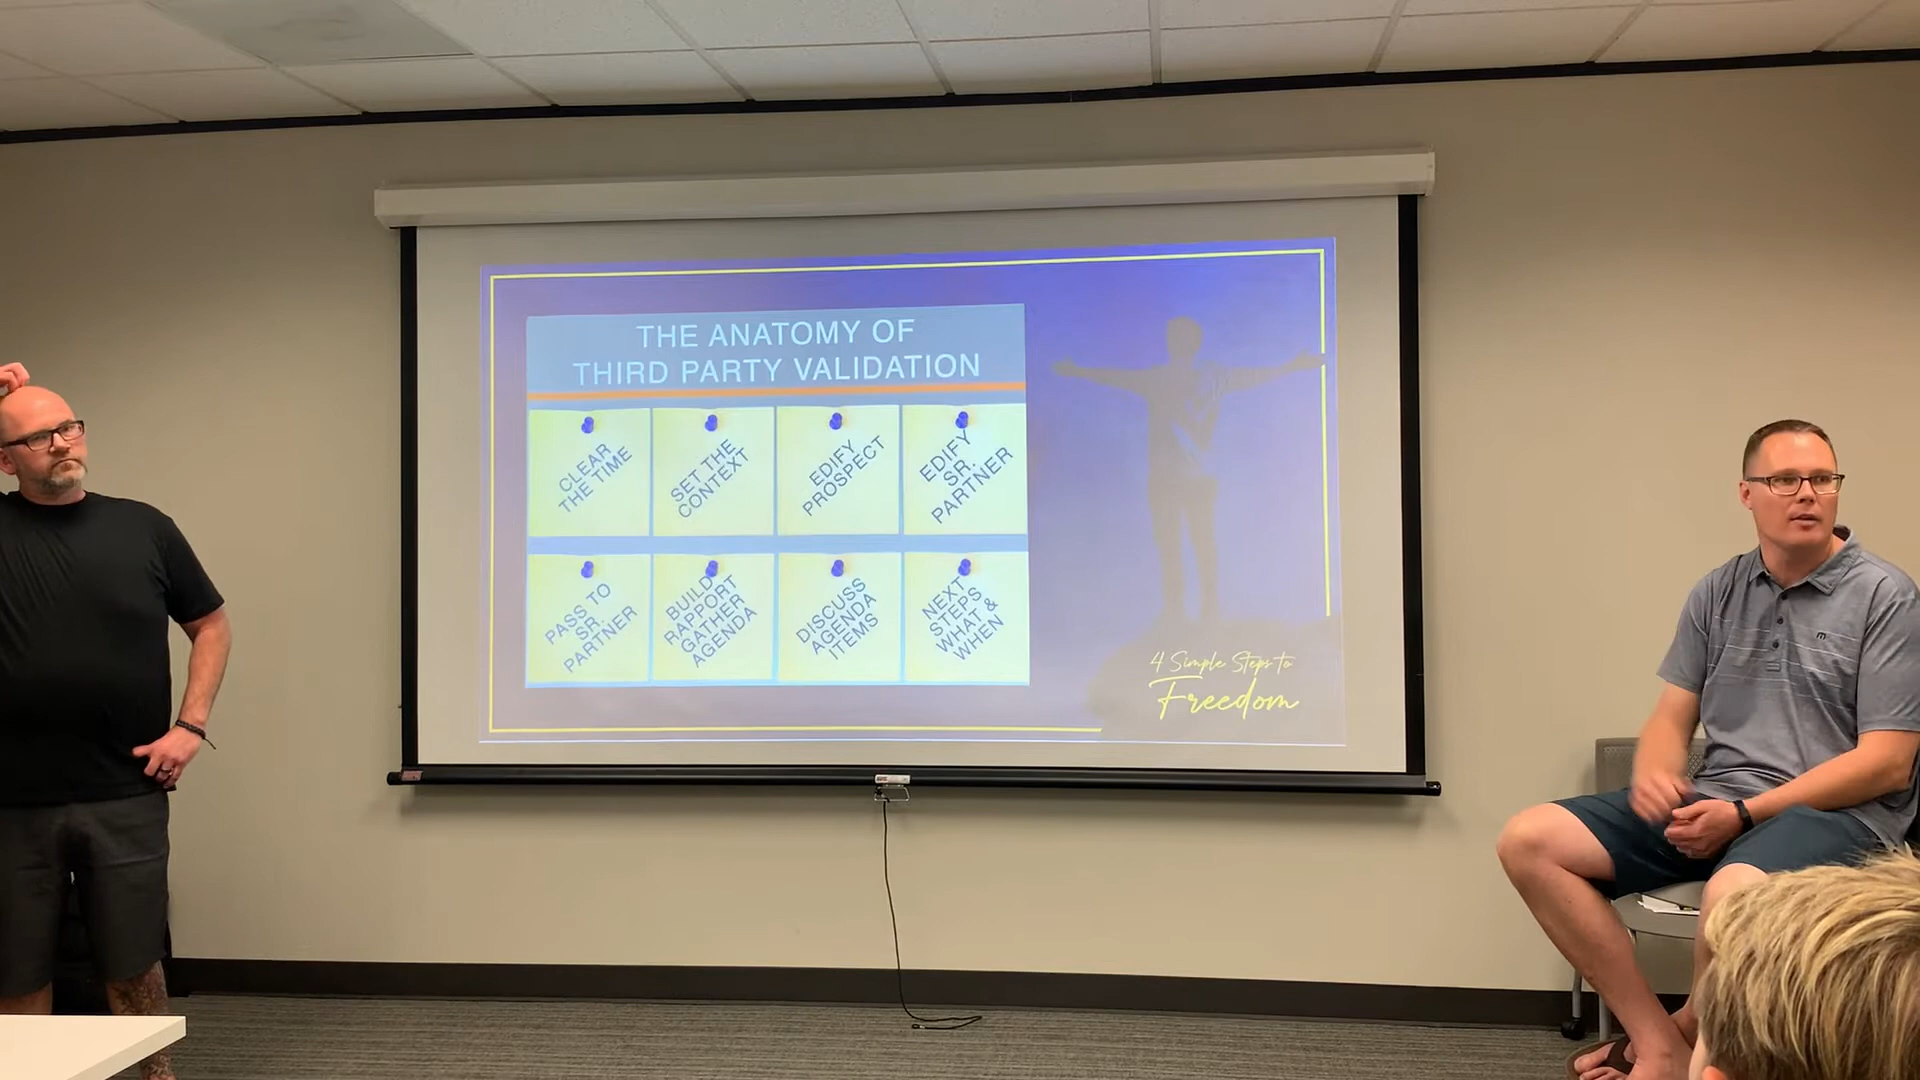 THE ANATOMY OF
THIRD PARTY VALIDATION
CLEAR
THE TIME
SET THE
CONTEXT
EDIFY
PROSPECT
EDIFY
SR.
PARTNER
PASS TO
SR.
PARTNER
BUILD
RAPPORT
GATHER
AGENDA
DISCUSS
AGENDA
ITEMS
NEXT
STEPS
WHAT &
WHEN
4 Simple Steps to
Freedom